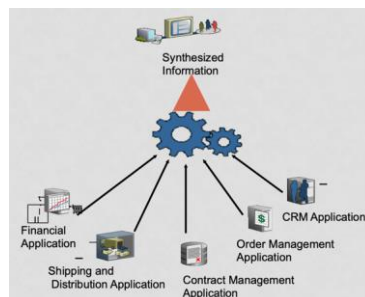 Synthesized
Information
Financial
Application
Shipping and
Distribution Application
Contract Management
Application
Order Management
Application
CRM Application
$